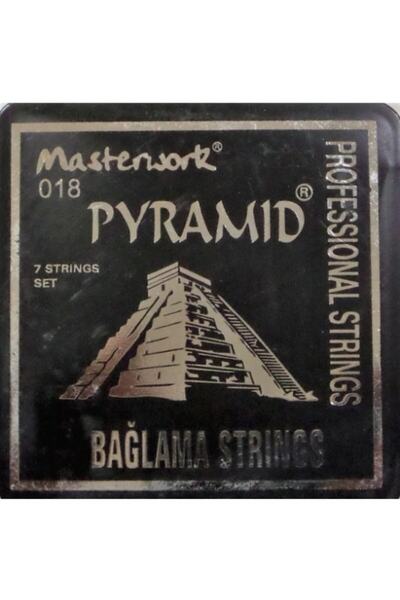 Masterwork®
018
PYRAMID®
7 STRINGS
SET
BAĞLAMA STRINGS
PROFESSIONAL STRINGS